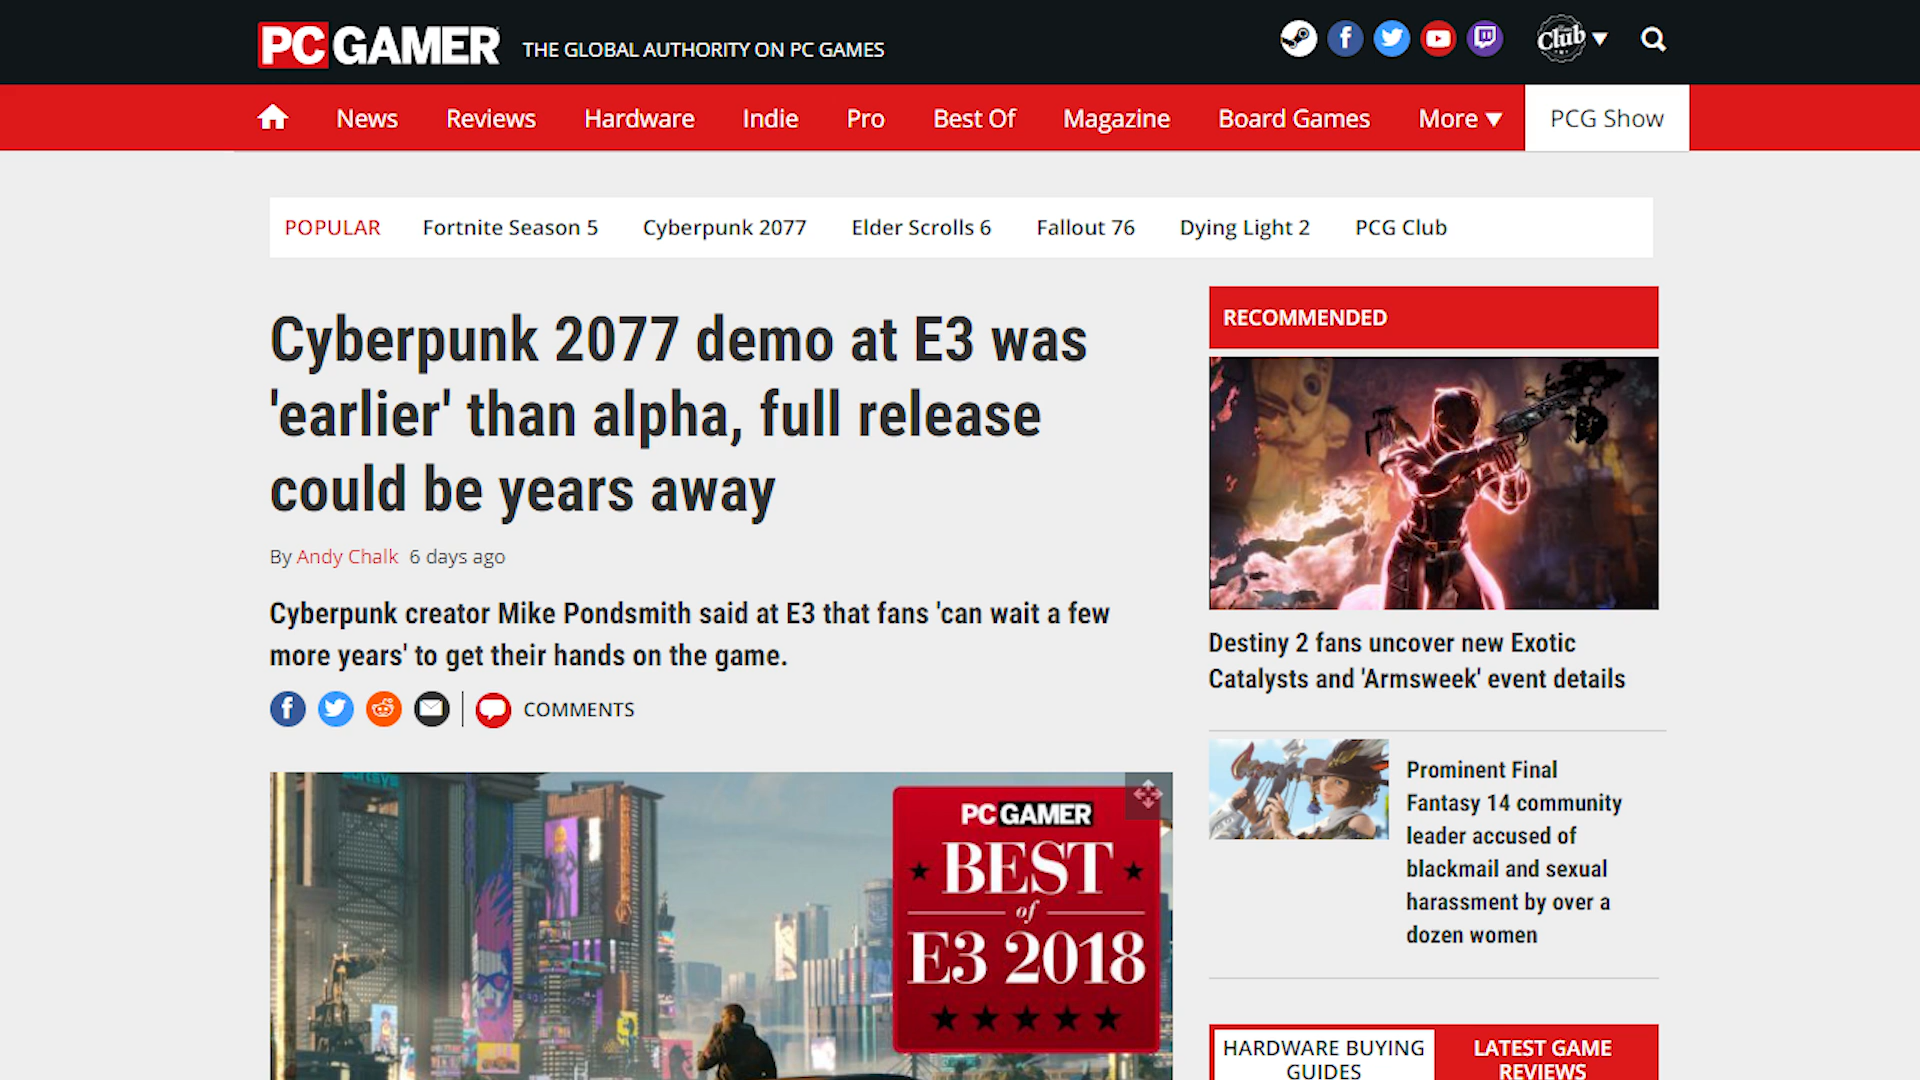 PC GAMER THE GLOBAL AUTHORITY ON PC GAMES
Club
News Reviews Hardware Indie Pro Best Of Magazine Board Games More PCG Show
POPULAR Fortnite Season 5 Cyberpunk 2077 Elder Scrolls 6 Fallout 76 Dying Light 2 PCG Club
Cyberpunk 2077 demo at E3 was
'earlier' than alpha, full release
could be years away
By Andy Chalk 6 days ago
Cyberpunk creator Mike Pondsmith said at E3 that fans 'can wait a few
more years' to get their hands on the game.
COMMENTS
PC GAMER
BEST
of
E3 2018
RECOMMENDED
Destiny 2 fans uncover new Exotic
Catalysts and 'Armsweek' event details
Prominent Final
Fantasy 14 community
leader accused of
blackmail and sexual
harassment by over a
dozen women
HARDWARE BUYING
GUIDES
LATEST GAME
REVIEWS